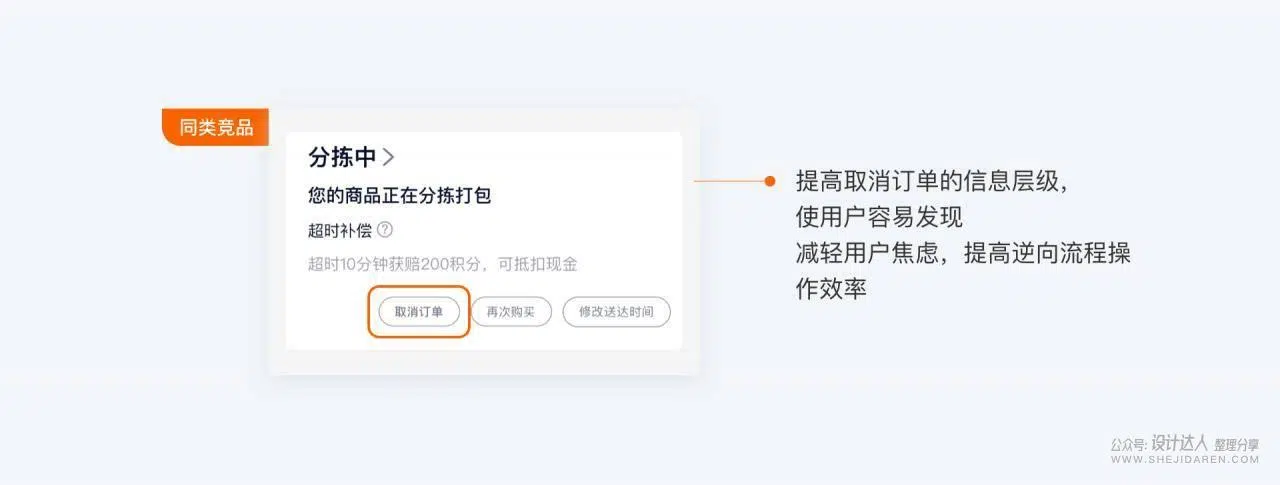 同类竞品
分拣中
您的商品正在分拣打包
超时补偿 ?
超时10分钟获赔200积分，可抵扣现金
取消订单
再次购买
修改送达时间
提高取消订单的信息层级，
使用户容易发现
减轻用户焦虑，提高逆向流程操
作效率
公众号: 设计达人 整理分享
WWW.SHEJIDAREN.COM